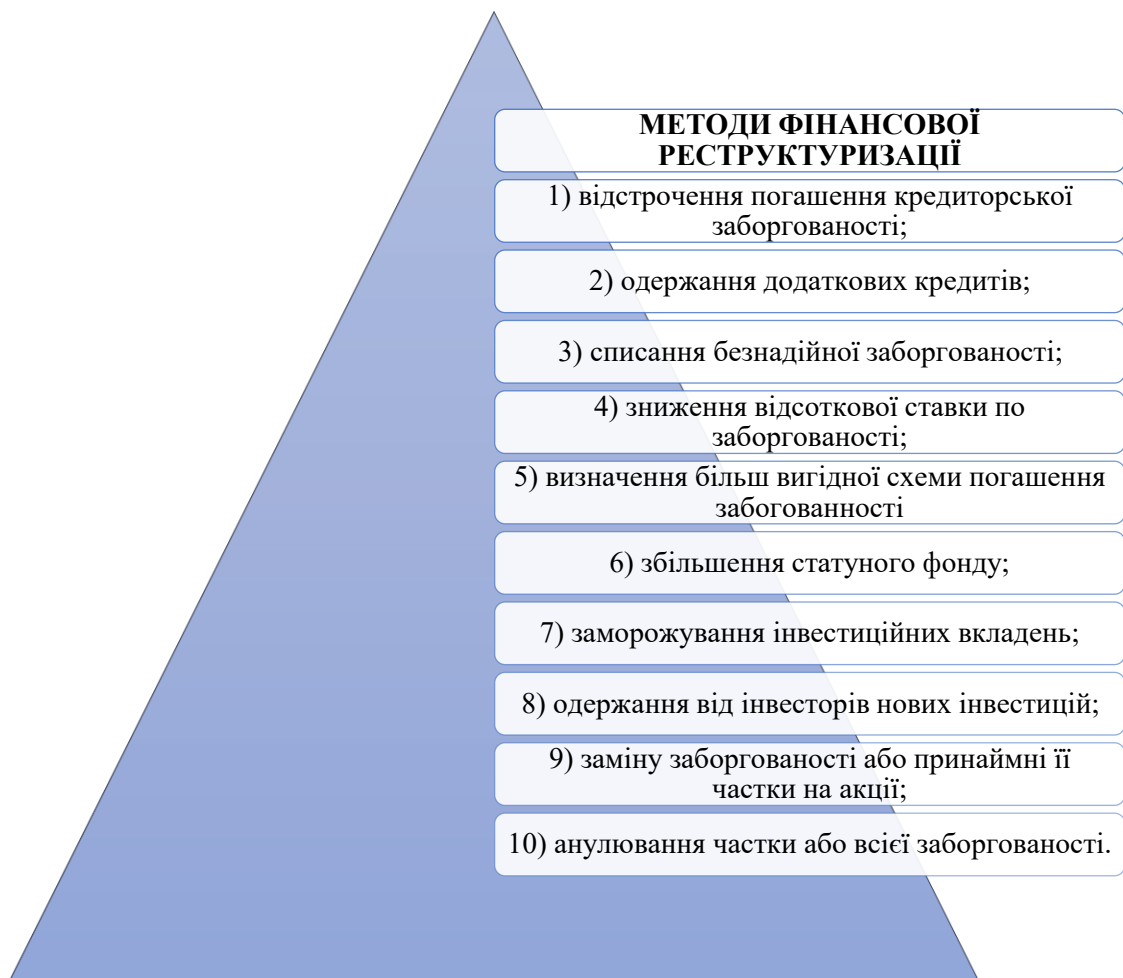 МЕТОДИ ФІНАНСОВОЇ
РЕСТРУКТУРИЗАЦІЇ
1) відстрочення погашення кредиторської
заборгованості;
2) одержання додаткових кредитів;
3) списання безнадійної заборгованості;
4) зниження відсоткової ставки по
заборгованості;
5) визначення більш вигідної схеми погашення
забогованності
6) збільшення статуного фонду;
7) заморожування інвестиційних вкладень;
8) одержання від інвесторів нових інвестицій;
9) заміну заборгованості або принаймні її
частки на акції;
10) анулювання частки або всієї заборгованості.